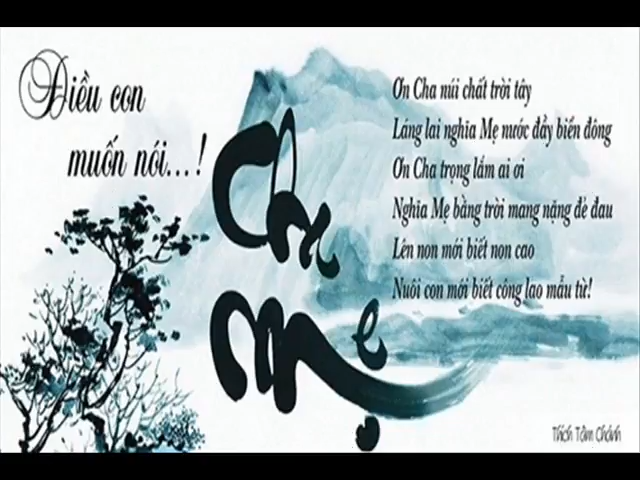 Điều con
muốn nói...!
Cha
Mẹ
Ơn Cha núi chất trời tây
Láng lai nghĩa Mẹ nước đầy biển đông
Ơn Cha trọng lắm ai ơi
Nghĩa Mẹ bằng trời mang nặng đẻ đau
Lên non mới biết non cao
Nuôi con mới biết công lao mẫu từ!
Thích Tâm Chánh